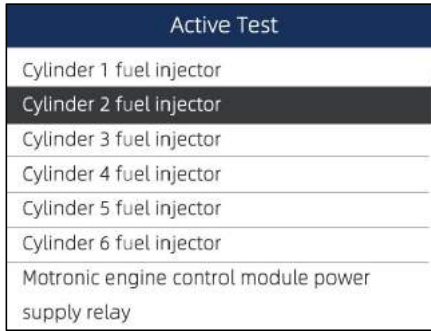 Active Test
Cylinder 1 fuel injector
Cylinder 2 fuel injector
Cylinder 3 fuel injector
Cylinder 4 fuel injector
Cylinder 5 fuel injector
Cylinder 6 fuel injector
Motronic engine control module power
supply relay